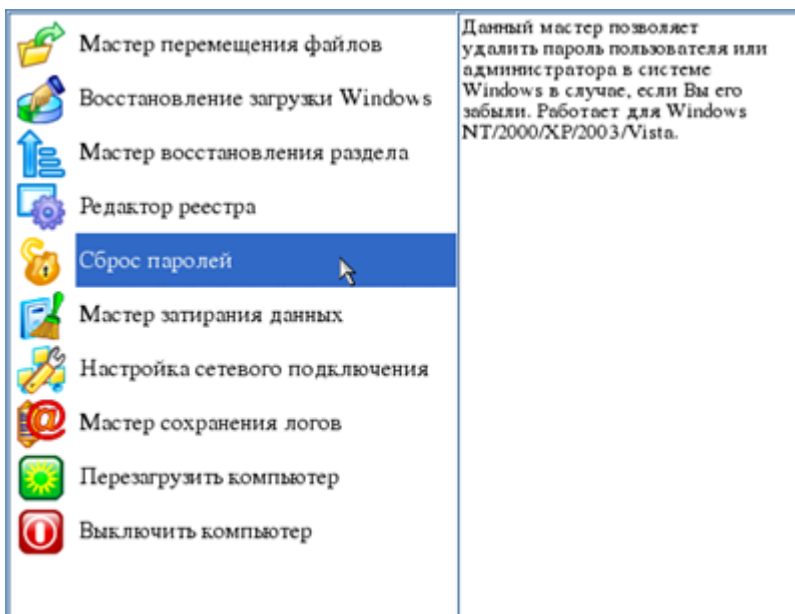 Мастер перемещения файлов
Восстановление загрузки Windows
Мастер восстановления раздела
Редактор реестра
Сброс паролей
Мастер затирания данных
Настройка сетевого подключения
Мастер сохранения логов
Перезагрузить компьютер
Выключить компьютер
Данный мастер позволяет
удалить пароль пользователя или
администратора в системе
Windows в случае, если Вы его
забыли. Работает для Windows
NT/2000/XP/2003/Vista.